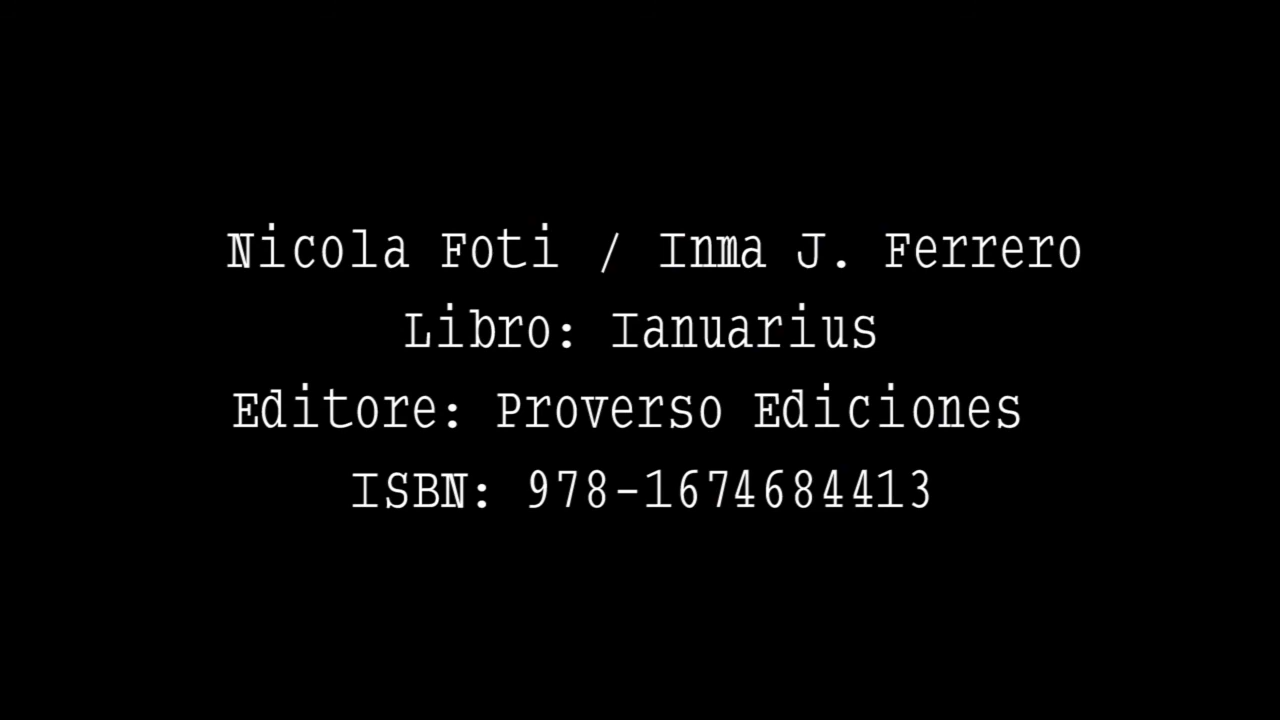 Nicola Foti / Inma J. Ferrero
Libro: Ianuarius
Editore: Proverso Ediciones
ISBN: 978-1674684413